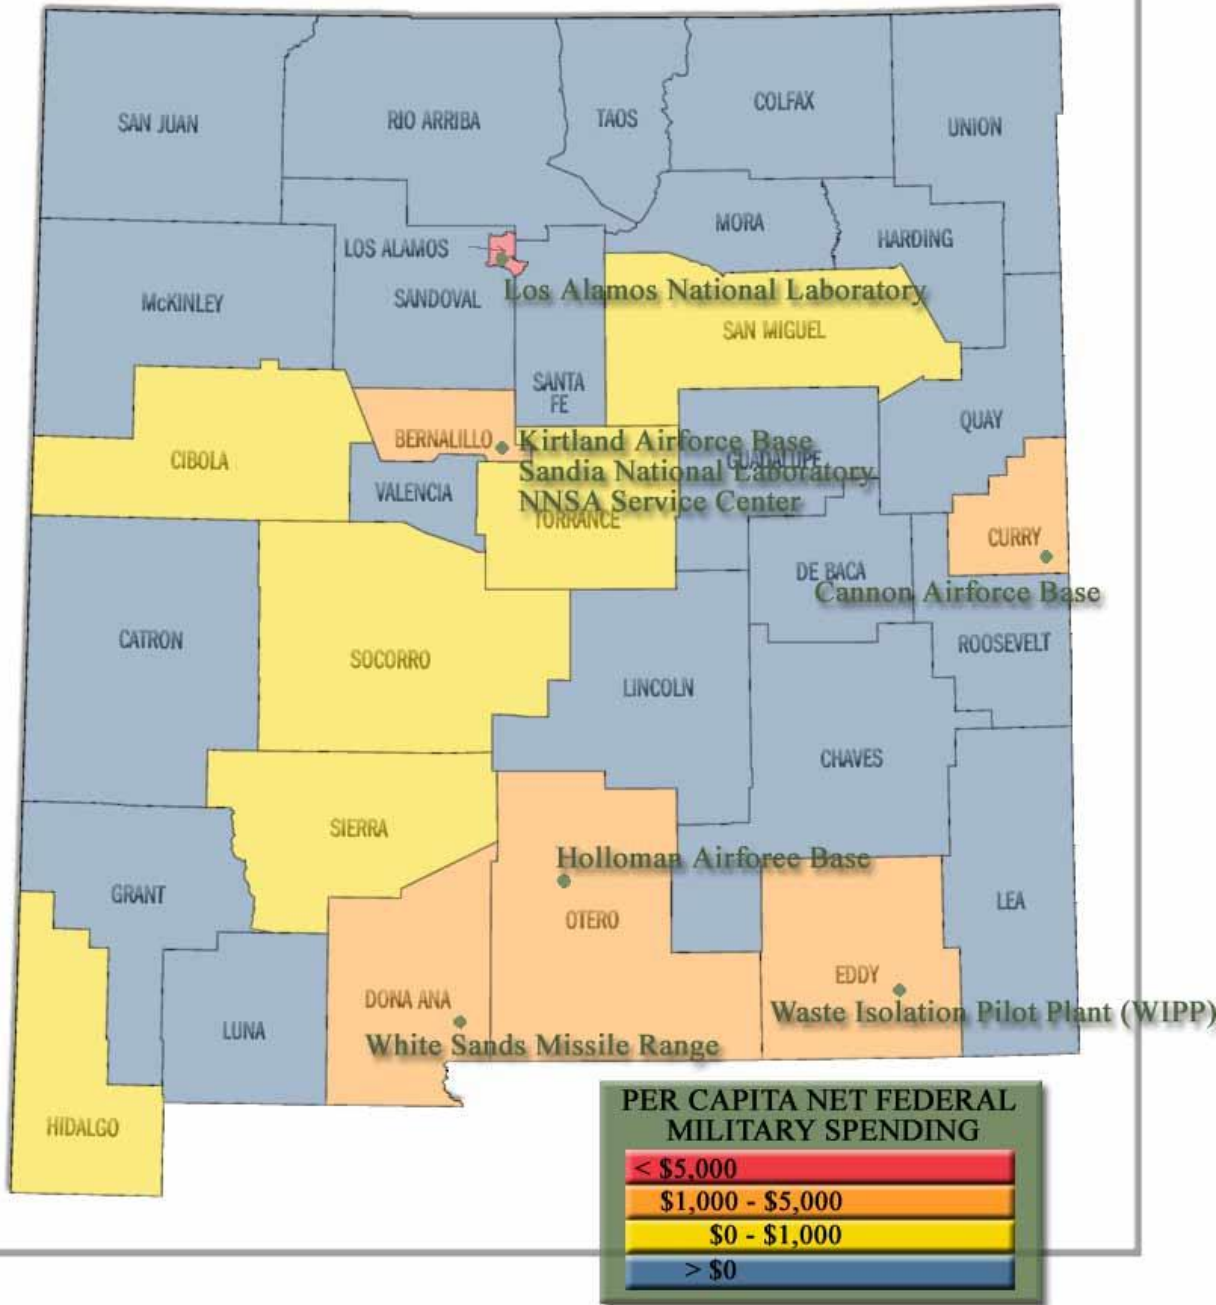 SAN JUAN
RIO ARRIBA
TAOS
COLFAX
UNION
MORA
HARDING
LOS ALAMOS
McKINLEY
SANDOVAL
Los Alamos National Laboratory
SAN MIGUEL
SANTA
FE
QUAY
BERNALILLO
Kirtland Airforce Base
CIBOLA
GUADALUPE
Sandia National Laboratory
VALENCIA
NNSA Service Center
TORRANCE
CURRY
DE BACA
Cannon Airforce Base
CATRON
SOCORRO
ROOSEVELT
LINCOLN
CHAVES
SIERRA
Holloman Airforee Base
GRANT
OTERO
LEA
EDDY
DONA ANA
Waste Isolation Pilot Plant (WIPP)
LUNA
White Sands Missile Range
HIDALGO
PER CAPITA NET FEDERAL
MILITARY SPENDING
< $5,000
$1,000 - $5,000
$0 - $1,000
> $0